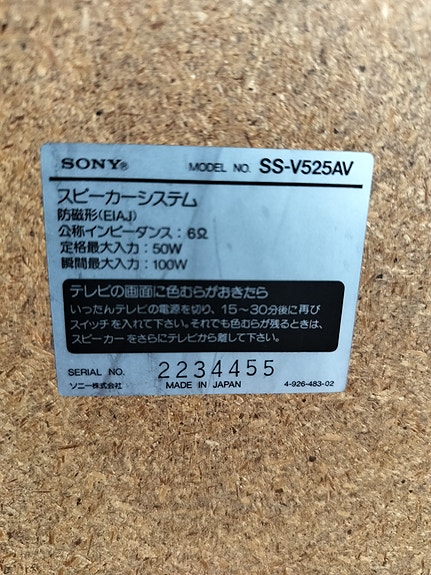 SONY® MODEL NO. SS-V525AV
スピーカーシステム
防磁形(EIAJ)
公称インピーダンス:6Ω
定格最大入力:50W
瞬間最大入力:100W
テレビの画面に色むらがおきたら
いったんテレビの電源を切り、15〜30分後に再び
スイッチを入れて下さい。それでも色むらが残るときは、
スピーカーをさらにテレビから離して下さい。
SERIAL NO. 2234455
ソニー株式会社 MADE IN JAPAN 4-926-483-02